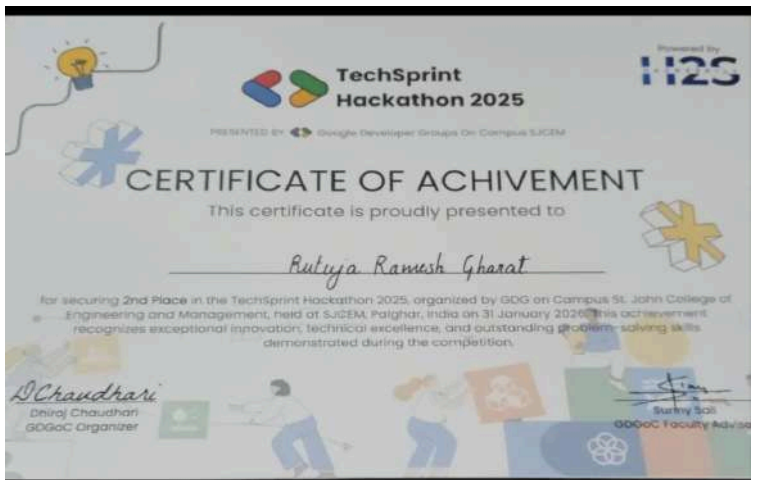 Powered by
H2S
TechSprint
Hackathon 2025
PRESENTED BY Google Developer Groups On Campus SJCEM
CERTIFICATE OF ACHIVEMENT
This certificate is proudly presented to
Rutuja Ramesh Gharat
for securing 2nd Place in the TechSprint Hackathon 2025, organized by GDG on Campus St. John College of
Engineering and Management, held at SJCEM, Palghar, India on 31 January 2026. This achievement
recognizes exceptional innovation, technical excellence, and outstanding problem-solving skills
demonstrated during the competition.
DChaudhari
Dhiraj Chaudhari
GDGoC Organizer
Sunny Sall
GDGoC Faculty Adviso